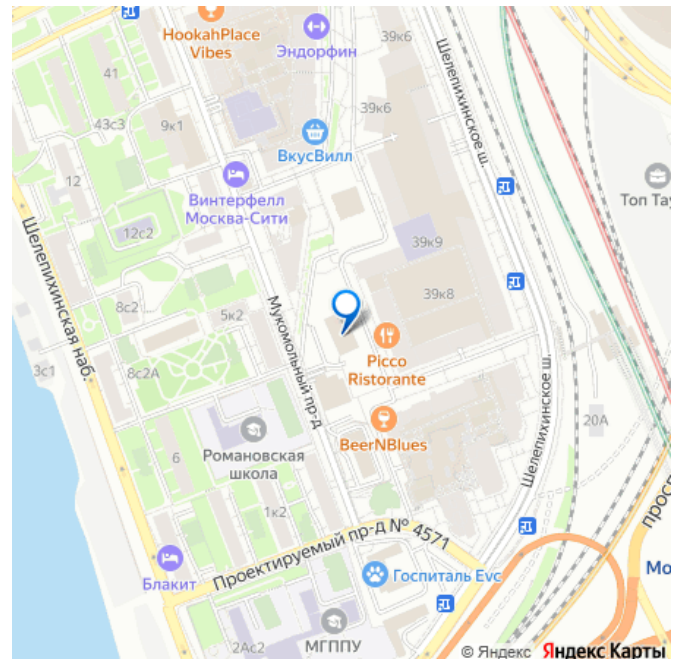 HookahPlace
Vibes
Эндорфин
39к6
41
43с3
9к1
39к6
Шелепихинское ш.
ВкусВилл
12
Винтерфелл
Москва-Сити
Топ Тау
Шелепихинская наб.
12с2
39к9
39к8
8с2
5к2
3с1
8с2А
Мукомольный пр-д
Picco
Ristorante
BeerNBlues
Шелепихинское ш.
20А
Романовская
школа
6
1к2
просп
Проектируемый пр-д № 4571
Блакит
Госпиталь Evc
Мо
2Ас2
МГППУ
© Яндекс Яндекс Карты